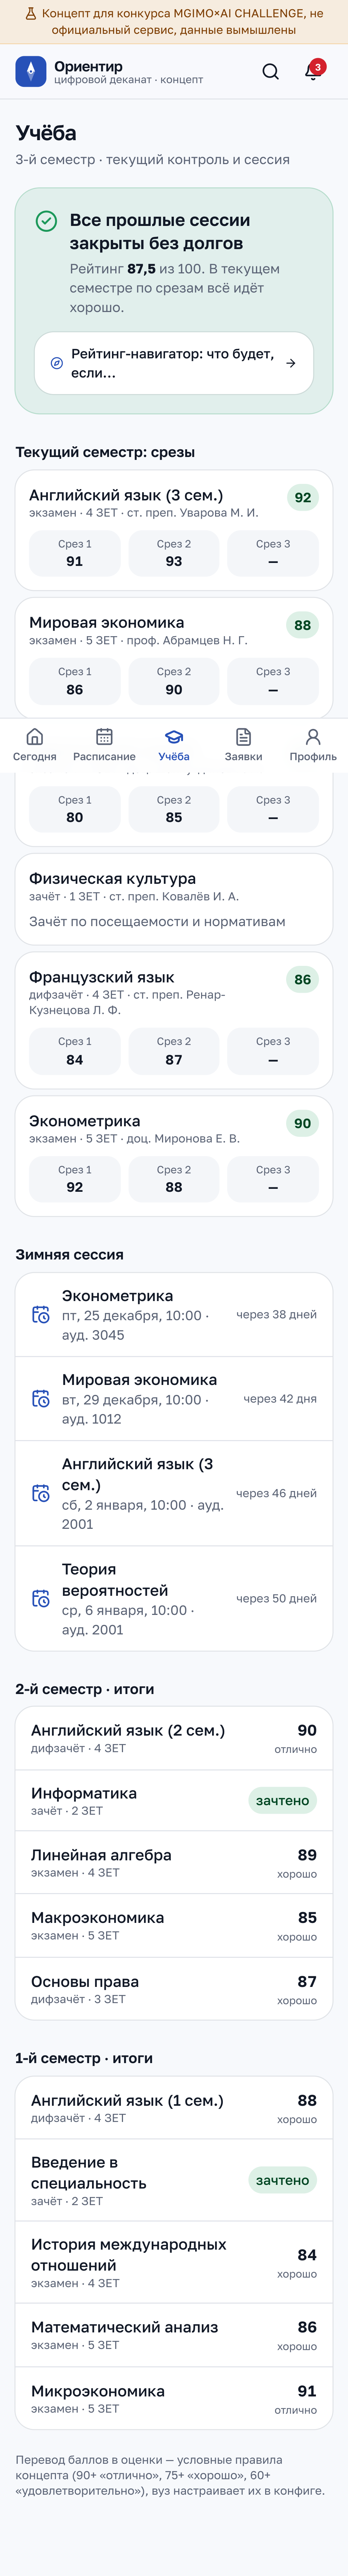 Концепт для конкурса MGIMO×AI CHALLENGE, не
официальный сервис, данные вымышлены
Ориентир
цифровой деканат · концепт
3
Учёба
3-й семестр · текущий контроль и сессия
Все прошлые сессии
закрыты без долгов
Рейтинг 87,5 из 100. В текущем
семестре по срезам всё идёт
хорошо.
Рейтинг-навигатор: что будет,
если...
Текущий семестр: срезы
Английский язык (3 сем.)
92
экзамен · 4 ЗЕТ · ст. преп. Уварова М. И.
Срез 1
Срез 2
Срез 3
91
93
—
Мировая экономика
88
экзамен · 5 ЗЕТ · проф. Абрамцев Н. Г.
Срез 1
Срез 2
Срез 3
86
90
—
Сегодня
Расписание
Учёба
Заявки
Профиль
Срез 1
Срез 2
Срез 3
80
85
—
Физическая культура
зачёт · 1 ЗЕТ · ст. преп. Ковалёв И. А.
Зачёт по посещаемости и нормативам
Французский язык
86
дифзачёт · 4 ЗЕТ · ст. преп. Ренар-
Кузнецова Л. Ф.
Срез 1
Срез 2
Срез 3
84
87
—
Эконометрика
90
экзамен · 5 ЗЕТ · доц. Миронова Е. В.
Срез 1
Срез 2
Срез 3
92
88
—
Зимняя сессия
Эконометрика
пт, 25 декабря, 10:00 ·
ауд. 3045
через 38 дней
Мировая экономика
вт, 29 декабря, 10:00 ·
ауд. 1012
через 42 дня
Английский язык (3
сем.)
сб, 2 января, 10:00 · ауд.
2001
через 46 дней
Теория
вероятностей
ср, 6 января, 10:00 ·
ауд. 2001
через 50 дней
2-й семестр · итоги
Английский язык (2 сем.)
дифзачёт · 4 ЗЕТ
90
отлично
Информатика
зачёт · 2 ЗЕТ
зачтено
Линейная алгебра
экзамен · 4 ЗЕТ
89
хорошо
Макроэкономика
экзамен · 5 ЗЕТ
85
хорошо
Основы права
дифзачёт · 3 ЗЕТ
87
хорошо
1-й семестр · итоги
Английский язык (1 сем.)
дифзачёт · 4 ЗЕТ
88
хорошо
Введение в
специальность
зачёт · 2 ЗЕТ
зачтено
История международных
отношений
экзамен · 4 ЗЕТ
84
хорошо
Математический анализ
экзамен · 5 ЗЕТ
86
хорошо
Микроэкономика
экзамен · 5 ЗЕТ
91
отлично
Перевод баллов в оценки — условные правила
концепта (90+ «отлично», 75+ «хорошо», 60+
«удовлетворительно»), вуз настраивает их в конфиге.